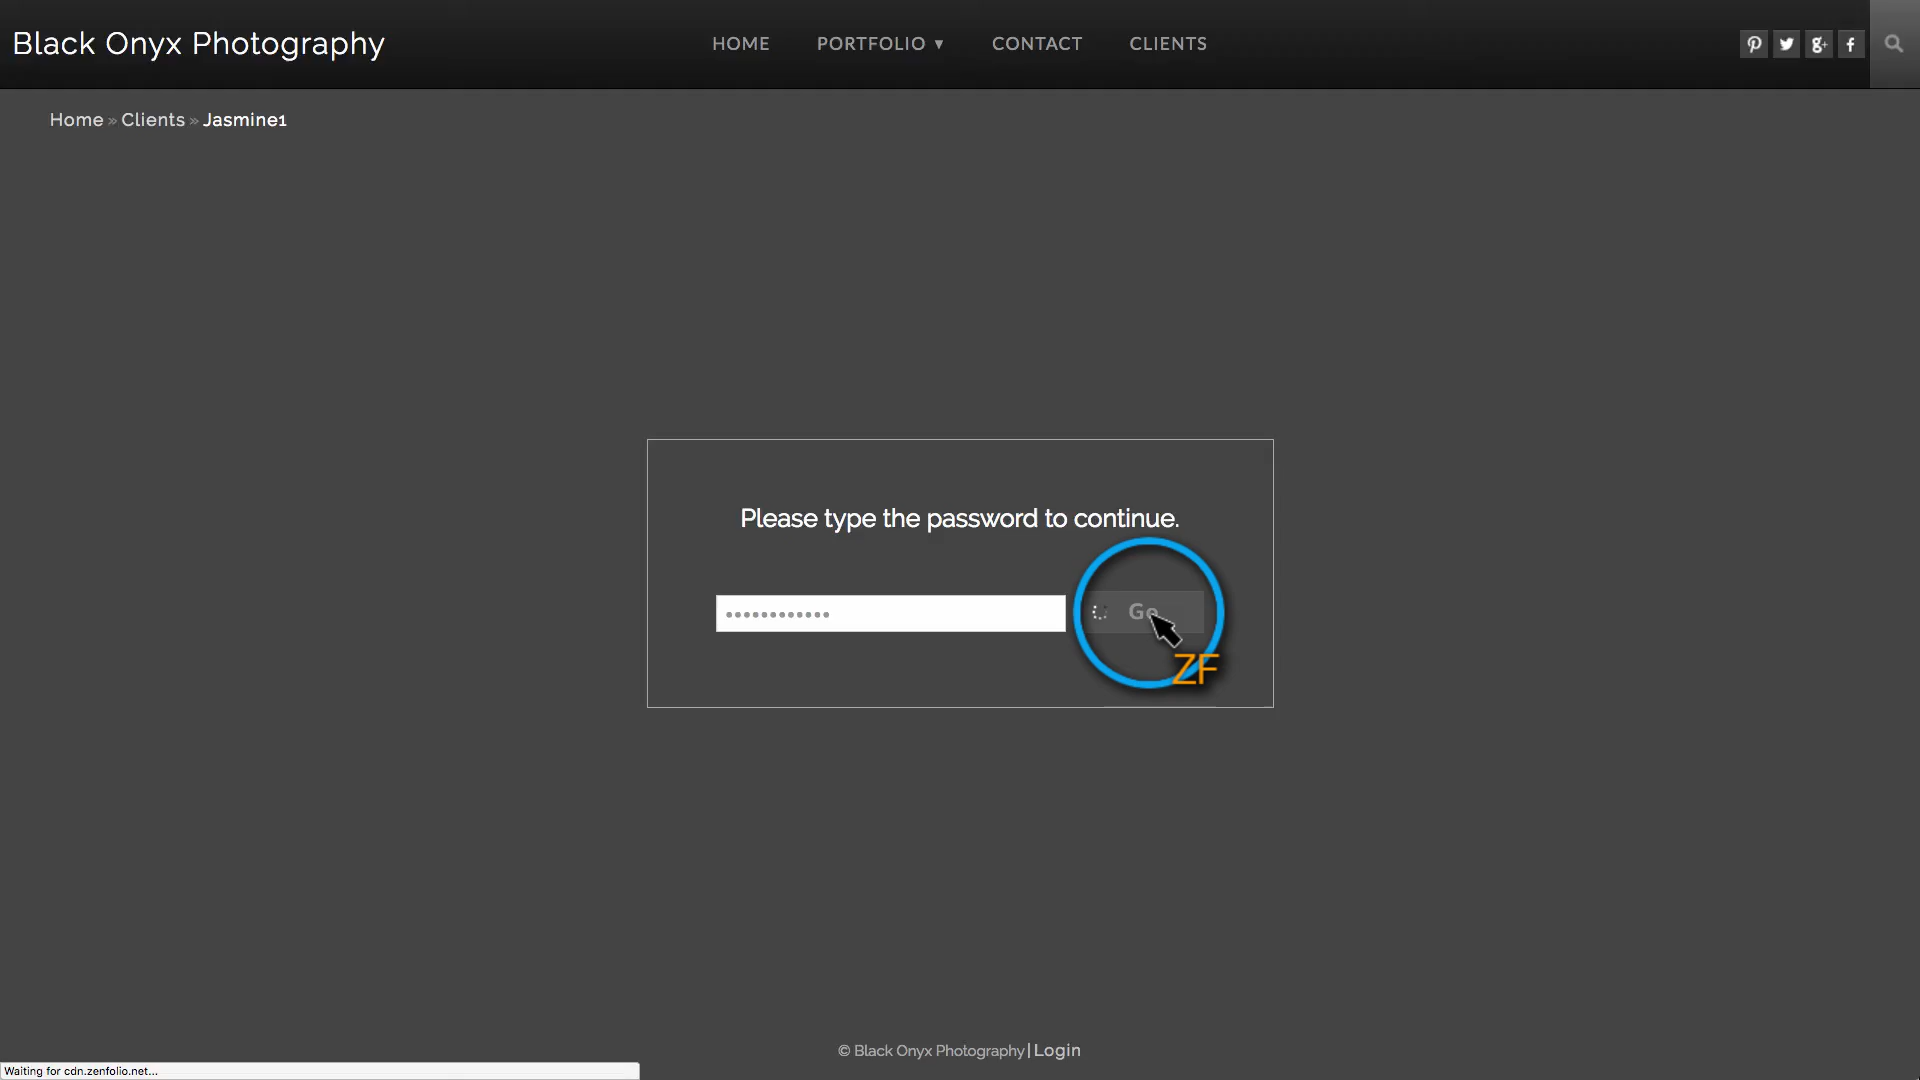 Black Onyx Photography
HOME PORTFOLIO ▾ CONTACT CLIENTS
Home » Clients » Jasmine1
Please type the password to continue.
Go
ZF
© Black Onyx Photography | Login
Waiting for cdn.zenfolio.net...